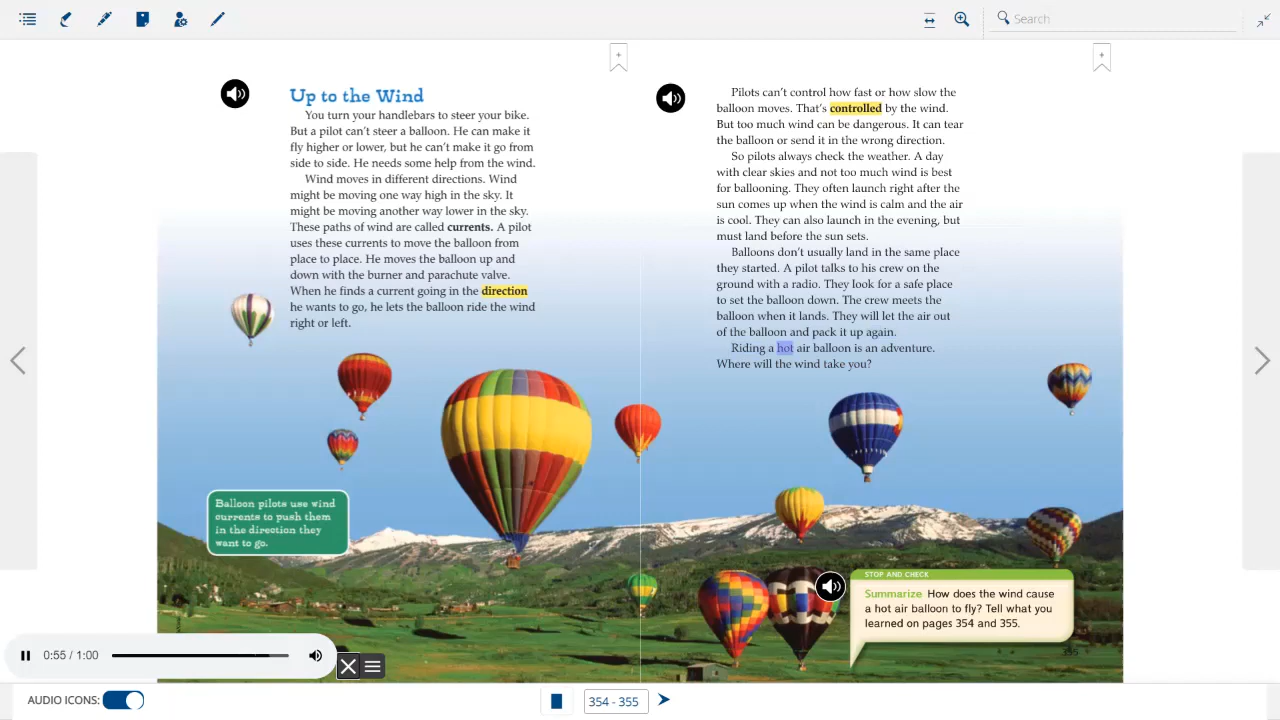 Search
Up to the Wind
You turn your handlebars to steer your bike.
But a pilot can't steer a balloon. He can make it
fly higher or lower, but he can't make it go from
side to side. He needs some help from the wind.
Wind moves in different directions. Wind
might be moving one way high in the sky. It
might be moving another way lower in the sky.
These paths of wind are called currents. A pilot
uses these currents to move the balloon from
place to place. He moves the balloon up and
down with the burner and parachute valve.
When he finds a current going in the direction
he wants to go, he lets the balloon ride the wind
right or left.
Balloon pilots use wind
currents to push them
in the direction they
want to go.
Pilots can't control how fast or how slow the
balloon moves. That's controlled by the wind.
But too much wind can be dangerous. It can tear
the balloon or send it in the wrong direction.
So pilots always check the weather. A day
with clear skies and not too much wind is best
for ballooning. They often launch right after the
sun comes up when the wind is calm and the air
is cool. They can also launch in the evening, but
must land before the sun sets.
Balloons don't usually land in the same place
they started. A pilot talks to his crew on the
ground with a radio. They look for a safe place
to set the balloon down. The crew meets the
balloon when it lands. They will let the air out
of the balloon and pack it up again.
Riding a hot air balloon is an adventure.
Where will the wind take you?
STOP AND CHECK
Summarize How does the wind cause
a hot air balloon to fly? Tell what you
learned on pages 354 and 355.
355
0:55 / 1:00
AUDIO ICONS:
354 - 355